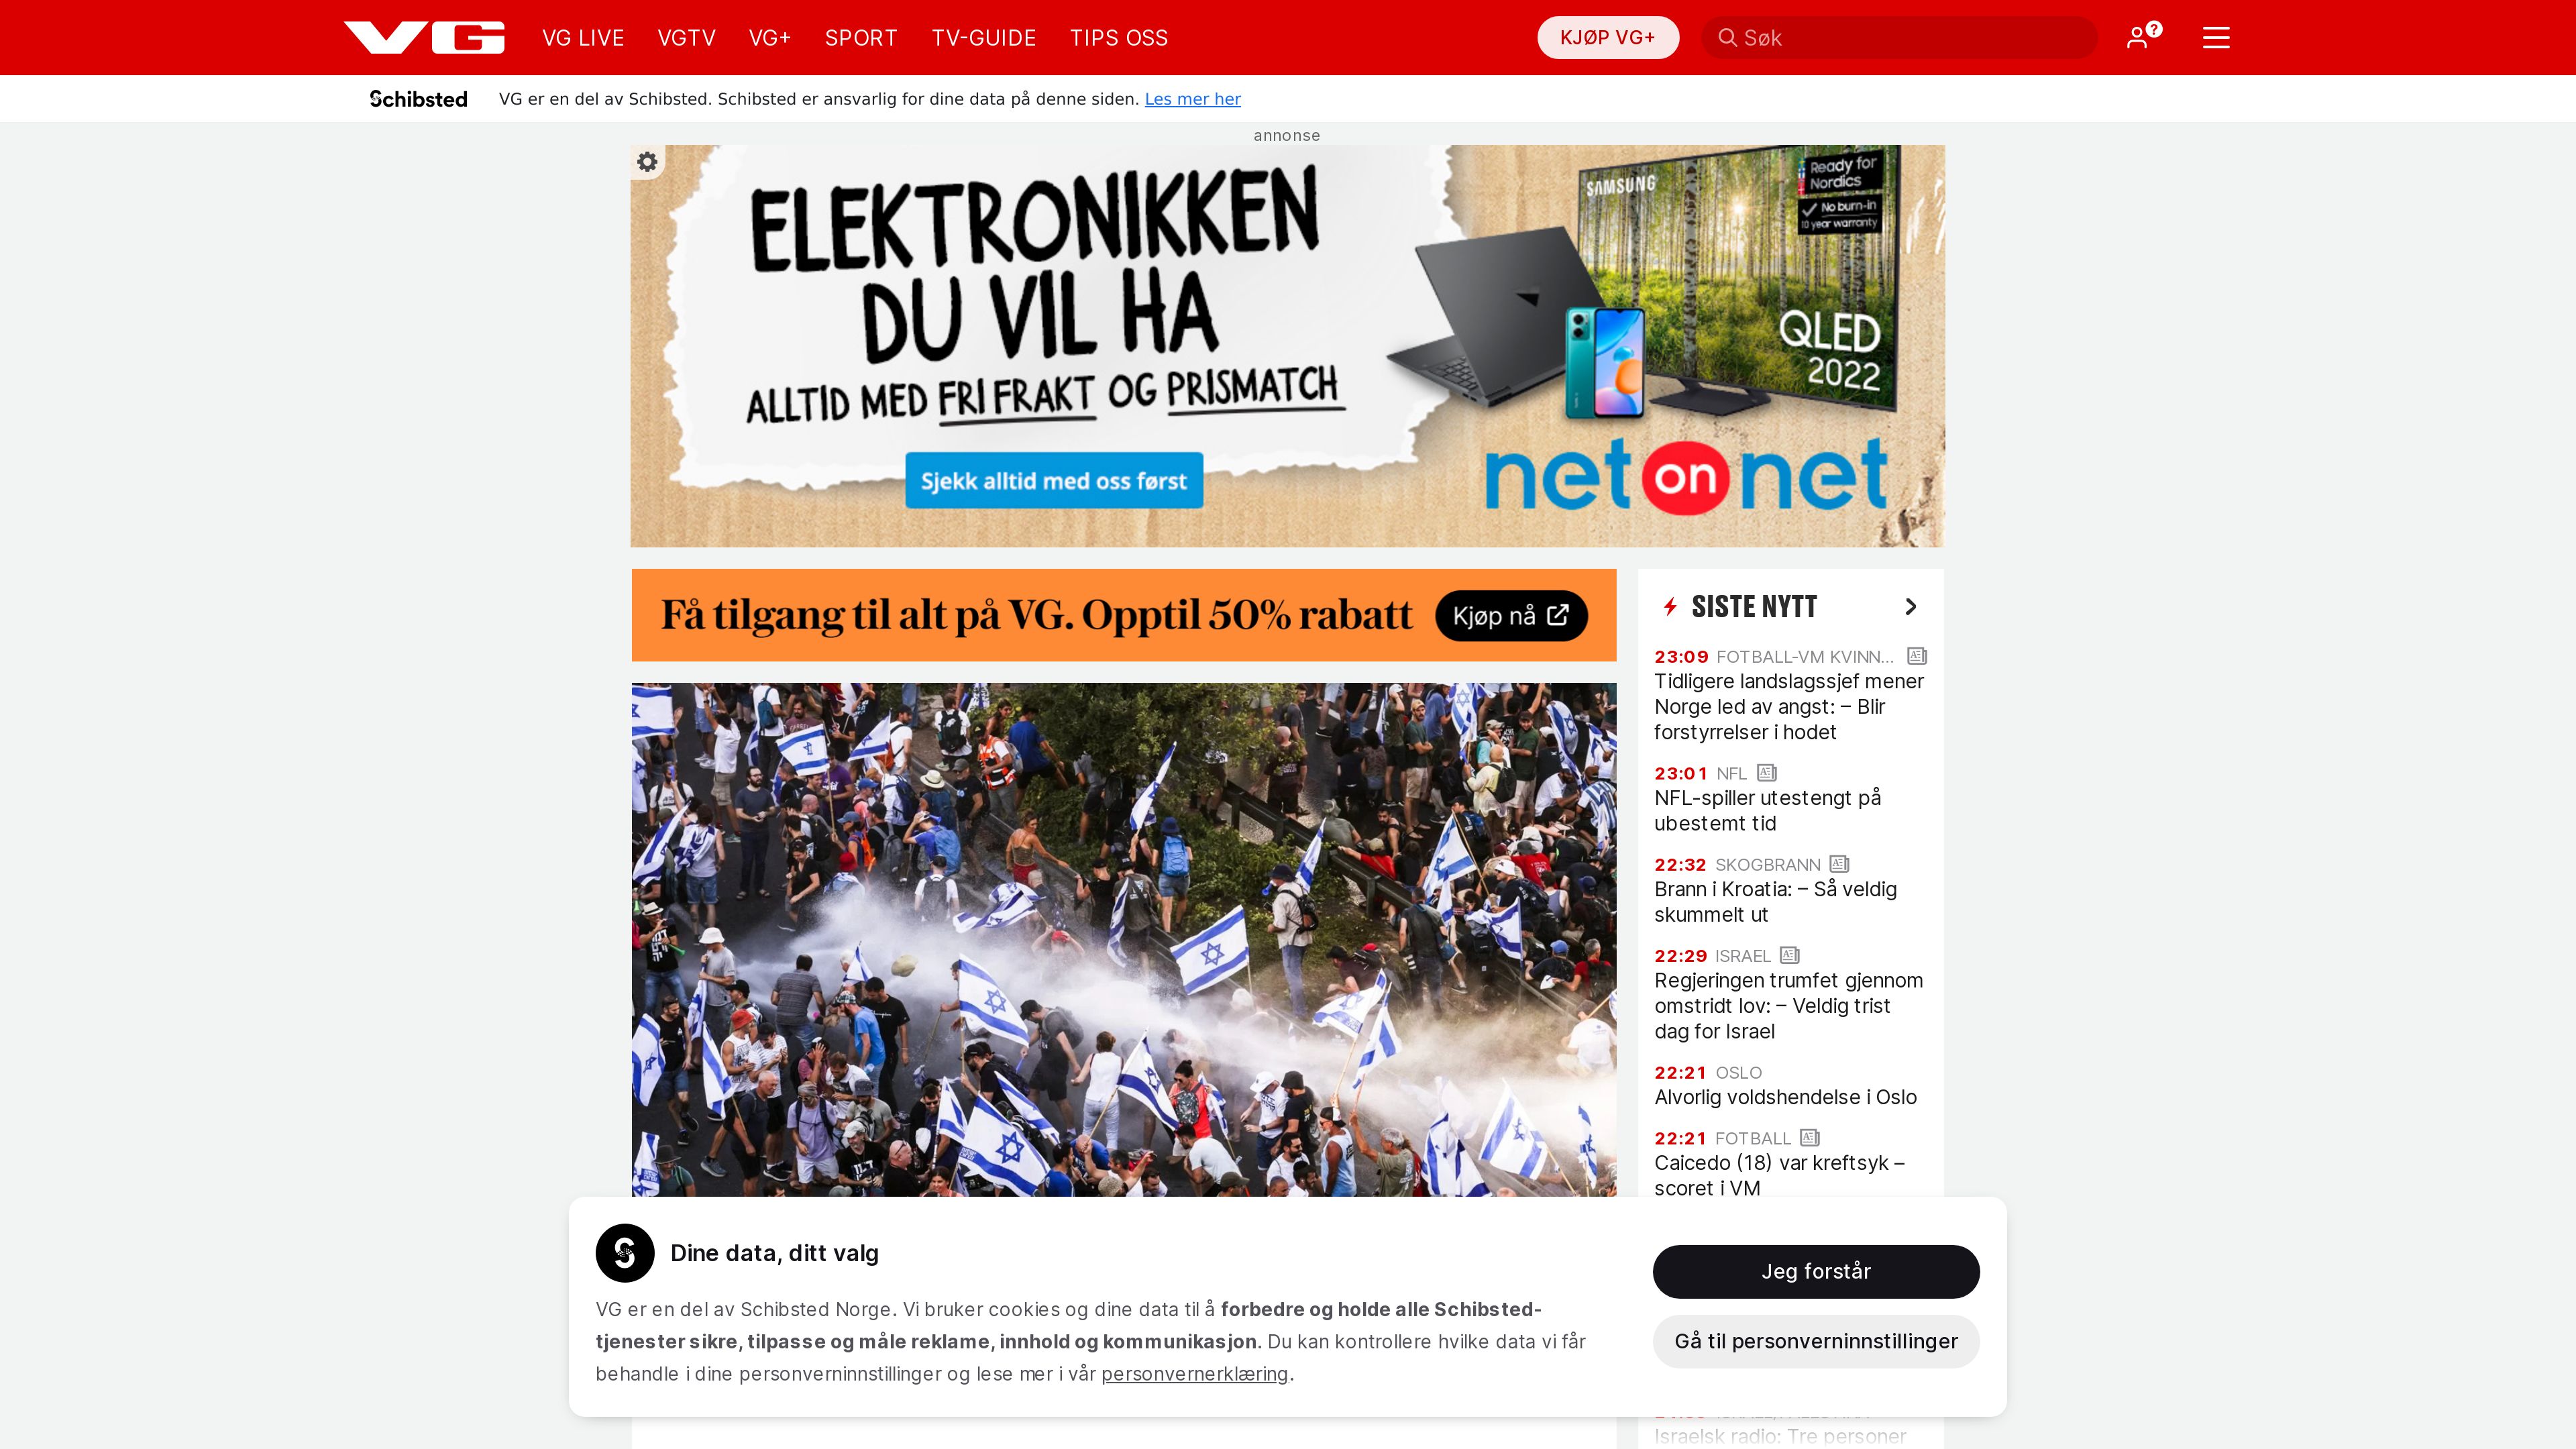 VG
VG LIVE
VGTV
VG+
SPORT
TV-GUIDE
TIPS OSS
KJØP VG+
Søk
?
Schibsted
VG er en del av Schibsted. Schibsted er ansvarlig for dine data på denne siden. Les mer her
annonse
ELEKTRONIKKEN
DU VIL HA
ALLTID MED FRI FRAKT OG PRISMATCH
Sjekk alltid med oss først
SAMSUNG
Ready for
Nordics
No burn-in
10 year warranty
QLED
2022
net on net
Få tilgang til alt på VG. Opptil 50% rabatt
Kjøp nå
SISTE NYTT
23:09 FOTBALL-VM KVINN...
Tidligere landslagssjef mener
Norge led av angst: – Blir
forstyrrelser i hodet
23:01 NFL
NFL-spiller utestengt på
ubestemt tid
22:32 SKOGBRANN
Brann i Kroatia: – Så veldig
skummelt ut
22:29 ISRAEL
Regjeringen trumfet gjennom
omstridt lov: – Veldig trist
dag for Israel
22:21 OSLO
Alvorlig voldshendelse i Oslo
22:21 FOTBALL
Caicedo (18) var kreftsyk –
scoret i VM
Dine data, ditt valg
VG er en del av Schibsted Norge. Vi bruker cookies og dine data til å forbedre og holde alle Schibsted-
tjenester sikre, tilpasse og måle reklame, innhold og kommunikasjon. Du kan kontrollere hvilke data vi får
behandle i dine personverninnstillinger og lese mer i vår personvernerklæring.
Jeg forstår
Gå til personverninnstillinger
Israelsk radio: Tre personer